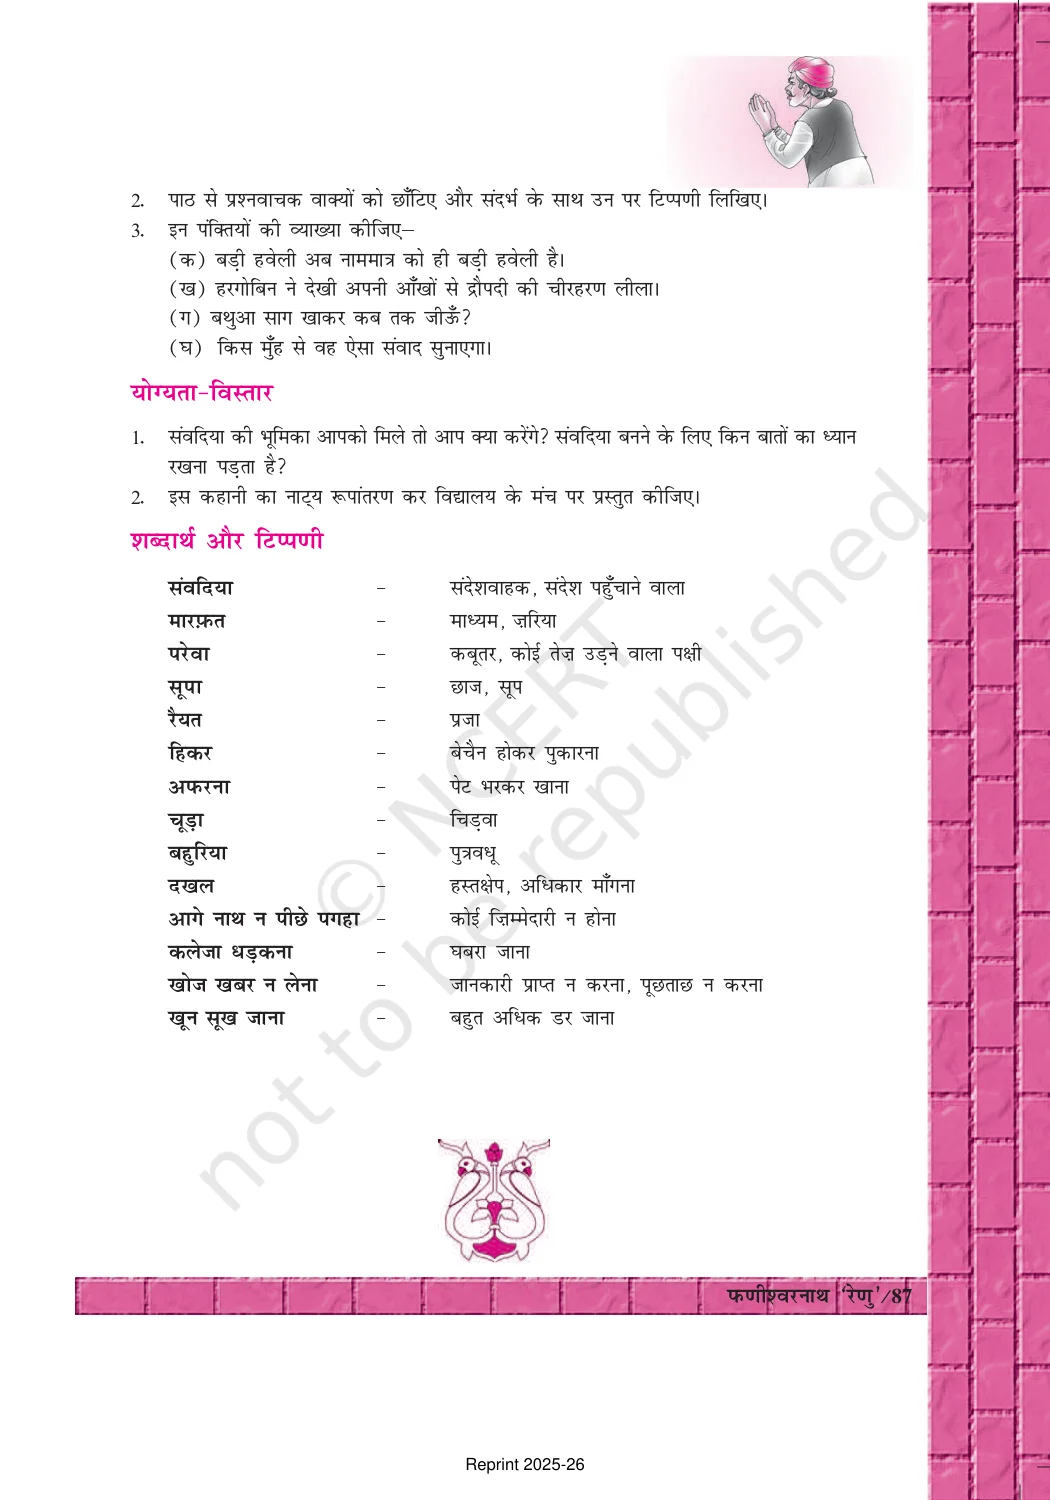 2. पाठ से प्रश्नवाचक वाक्यों को छाँटिए और संदर्भ के साथ उन पर टिप्पणी लिखिए।
3. इन पंक्तियों की व्याख्या कीजिए–
(क) बड़ी हवेली अब नाममात्र को ही बड़ी हवेली है।
(ख) हरगोबिन ने देखी अपनी आँखों से द्रौपदी की चीरहरण लीला।
(ग) बथुआ साग खाकर कब तक जीऊँ?
(घ) किस मुँह से वह ऐसा संवाद सुनाएगा।
योग्यता-विस्तार
1. संवदिया की भूमिका आपको मिले तो आप क्या करेंगे? संवदिया बनने के लिए किन बातों का ध्यान
रखना पड़ता है?
2. इस कहानी का नाट्य रूपांतरण कर विद्यालय के मंच पर प्रस्तुत कीजिए।
शब्दार्थ और टिप्पणी
संवदिया - संदेशवाहक, संदेश पहुँचाने वाला
मारफ़त - माध्यम, ज़रिया
परेवा - कबूतर, कोई तेज़ उड़ने वाला पक्षी
सूपा - छाज, सूप
रैयत - प्रजा
हिकर - बेचैन होकर पुकारना
अफरना - पेट भरकर खाना
चूड़ा - चिड़वा
बहुरिया - पुत्रवधू
दखल - हस्तक्षेप, अधिकार माँगना
आगे नाथ न पीछे पगहा - कोई ज़िम्मेदारी न होना
कलेजा धड़कना - घबरा जाना
खोज खबर न लेना - जानकारी प्राप्त न करना, पूछताछ न करना
खून सूख जाना - बहुत अधिक डर जाना
© NCERT
not to be republished
फणीश्वरनाथ ‘रेणु’/87
Reprint 2025-26